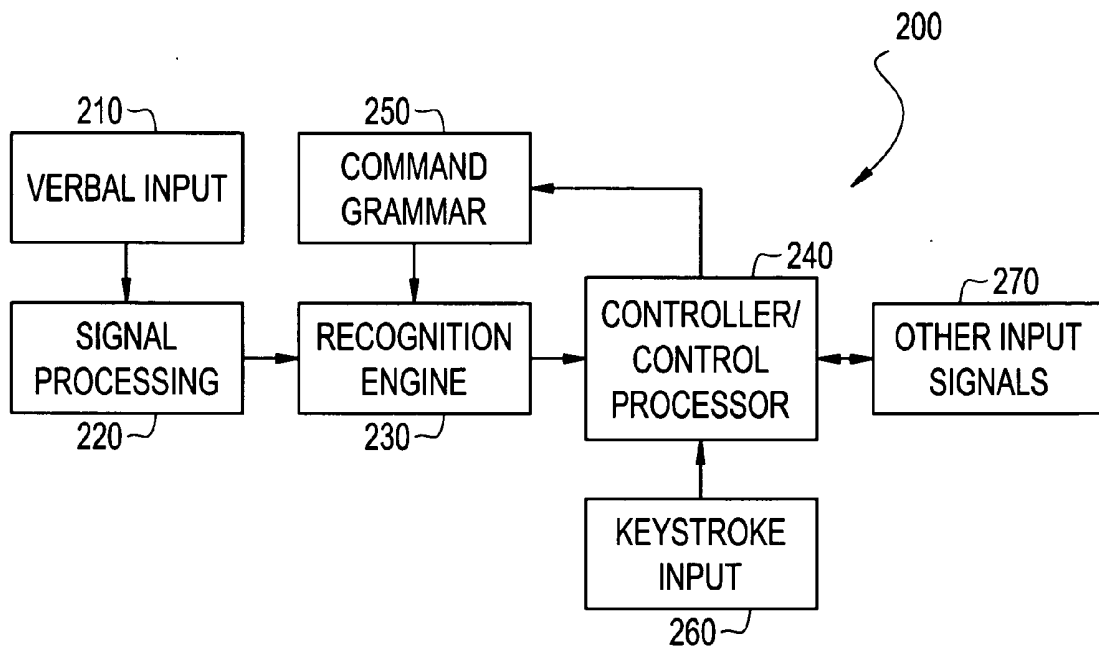 200
210
VERBAL INPUT
250
COMMAND
GRAMMAR
SIGNAL
PROCESSING
220
RECOGNITION
ENGINE
230
240
CONTROLLER/
CONTROL
PROCESSOR
270
OTHER INPUT
SIGNALS
KEYSTROKE
INPUT
260